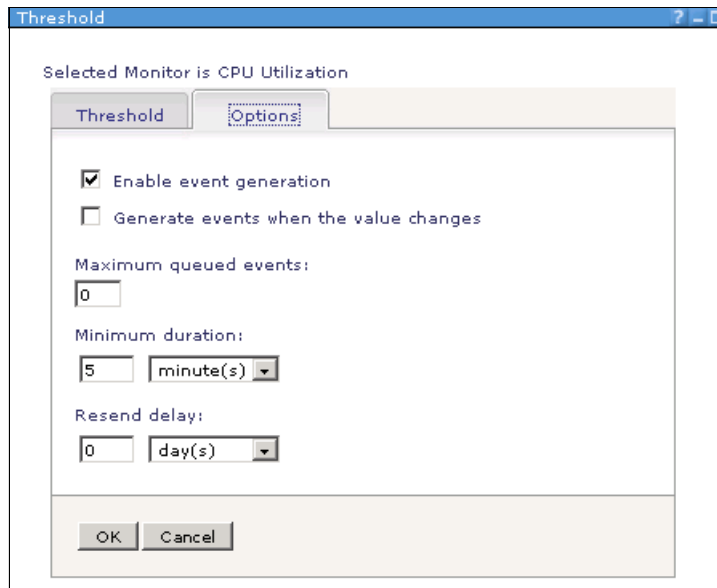 Threshold ?
Selected Monitor is CPU Utilization
Threshold Options
Enable event generation
Generate events when the value changes
Maximum queued events:
0
Minimum duration:
5 minute(s)
Resend delay:
0 day(s)
OK Cancel